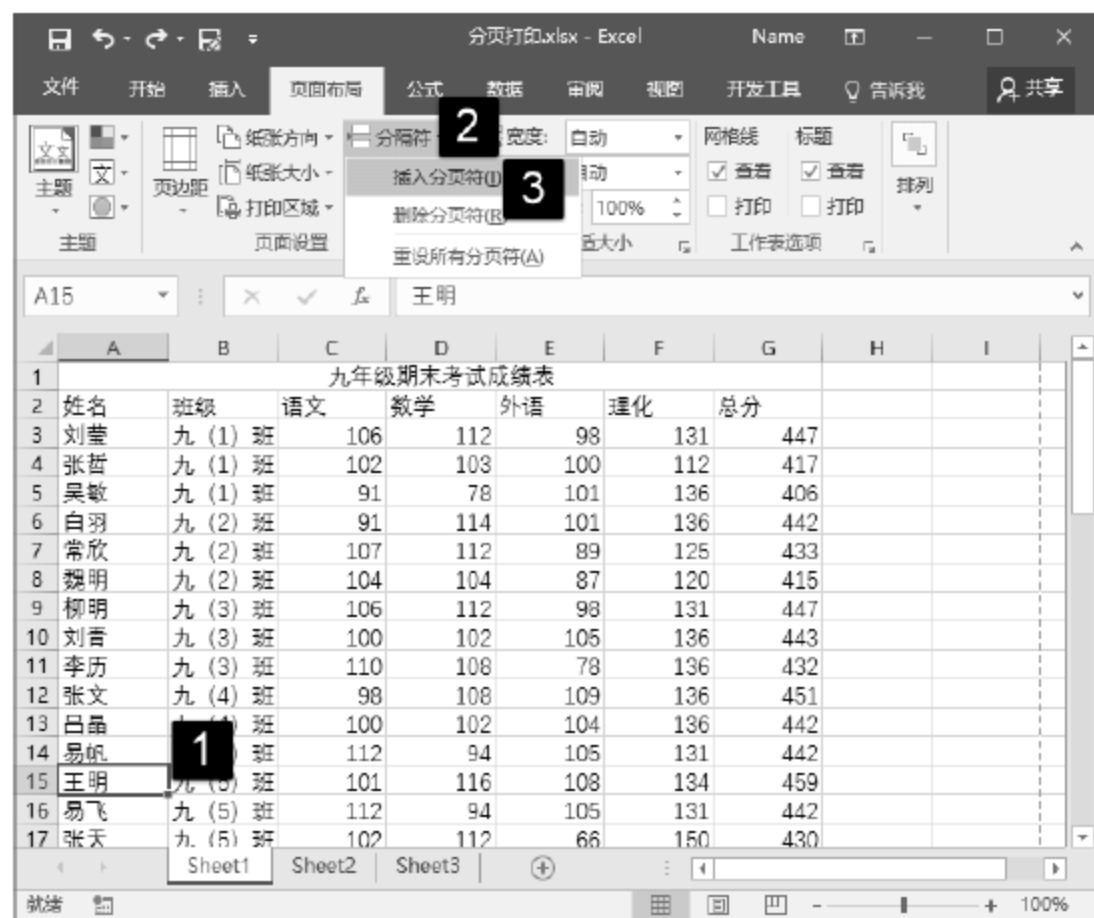 分页打印.xlsx - Excel Name
文件 开始 插入 页面布局 公式 数据 审阅 视图 开发工具 告诉我 共享
主题 文 页边距 纸张方向 纸张大小 打印区域 分隔符 2 宽度: 自动 网格线 标题
插入分页符(I) 3 自动 查看 查看 排列
删除分页符(R) 100% 打印 打印
主题 页面设置 适大小 工作表选项
重设所有分页符(A)
A15 fx 王明
A B C D E F G H I
1 九年级期末考试成绩表
2 姓名 班级 语文 数学 外语 理化 总分
3 刘莹 九 (1) 班 106 112 98 131 447
4 张哲 九 (1) 班 102 103 100 112 417
5 吴敏 九 (1) 班 91 78 101 136 406
6 白羽 九 (2) 班 91 114 101 136 442
7 常欣 九 (2) 班 107 112 89 125 433
8 魏明 九 (2) 班 104 104 87 120 415
9 柳明 九 (3) 班 106 112 98 131 447
10 刘青 九 (3) 班 100 102 105 136 443
11 李历 九 (3) 班 110 108 78 136 432
12 张文 九 (4) 班 98 108 109 136 451
13 吕晶 班 100 102 104 136 442
14 易帆 1 班 112 94 105 131 442
15 王明 九 (5) 班 101 116 108 134 459
16 易飞 九 (5) 班 112 94 105 131 442
17 张天 九 (5) 班 102 112 66 150 430
Sheet1 Sheet2 Sheet3
就绪 100%